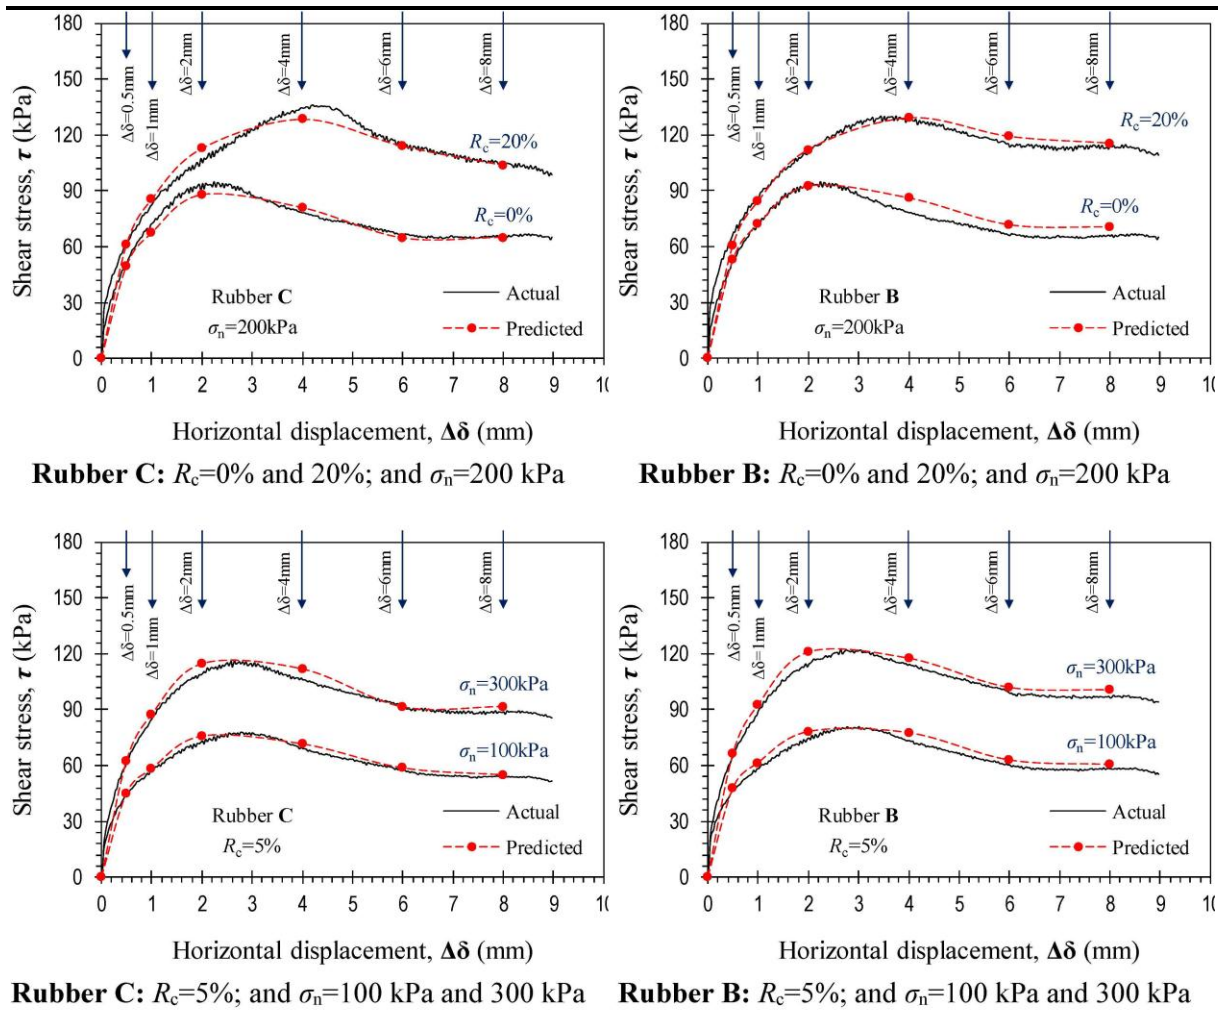 180
150
120
90
60
30
0
Shear stress, τ (kPa)
Δδ=0.5mm
Δδ=1mm
Δδ=2mm
Δδ=4mm
Δδ=6mm
Δδ=8mm
Rc=20%
Rc=0%
Rubber C
σn=200kPa
Actual
Predicted
0 1 2 3 4 5 6 7 8 9 10
Horizontal displacement, Δδ (mm)
Rubber C: Rc=0% and 20%; and σn=200 kPa
180
150
120
90
60
30
0
Shear stress, τ (kPa)
Δδ=0.5mm
Δδ=1mm
Δδ=2mm
Δδ=4mm
Δδ=6mm
Δδ=8mm
Rc=20%
Rc=0%
Rubber B
σn=200kPa
Actual
Predicted
0 1 2 3 4 5 6 7 8 9 10
Horizontal displacement, Δδ (mm)
Rubber B: Rc=0% and 20%; and σn=200 kPa
180
150
120
90
60
30
0
Shear stress, τ (kPa)
Δδ=0.5mm
Δδ=1mm
Δδ=2mm
Δδ=4mm
Δδ=6mm
Δδ=8mm
σn=300kPa
σn=100kPa
Rubber C
Rc=5%
Actual
Predicted
0 1 2 3 4 5 6 7 8 9 10
Horizontal displacement, Δδ (mm)
Rubber C: Rc=5%; and σn=100 kPa and 300 kPa
180
150
120
90
60
30
0
Shear stress, τ (kPa)
Δδ=0.5mm
Δδ=1mm
Δδ=2mm
Δδ=4mm
Δδ=6mm
Δδ=8mm
σn=300kPa
σn=100kPa
Rubber B
Rc=5%
Actual
Predicted
0 1 2 3 4 5 6 7 8 9 10
Horizontal displacement, Δδ (mm)
Rubber B: Rc=5%; and σn=100 kPa and 300 kPa